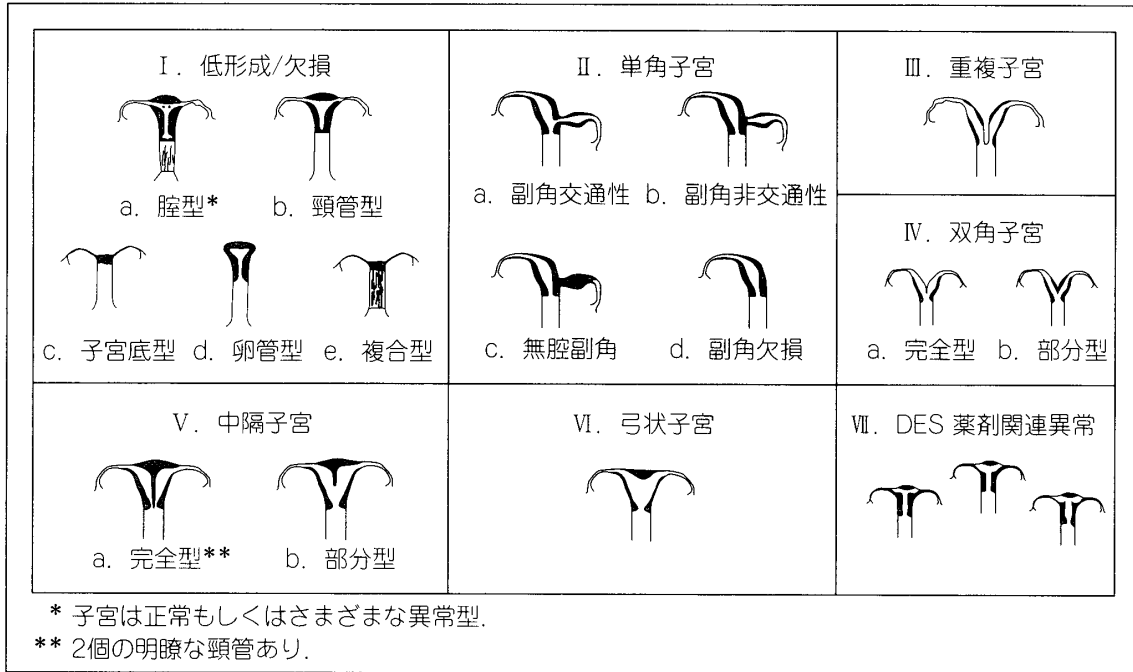 Ⅰ. 低形成/欠損
a. 腟型*
b. 頸管型
c. 子宮底型
d. 卵管型
e. 複合型
Ⅱ. 単角子宮
a. 副角交通性
b. 副角非交通性
c. 無腔副角
d. 副角欠損
Ⅲ. 重複子宮
Ⅳ. 双角子宮
a. 完全型
b. 部分型
Ⅴ. 中隔子宮
a. 完全型**
b. 部分型
Ⅵ. 弓状子宮
Ⅶ. DES 薬剤関連異常
* 子宮は正常もしくはさまざまな異常型.
** 2個の明瞭な頸管あり.